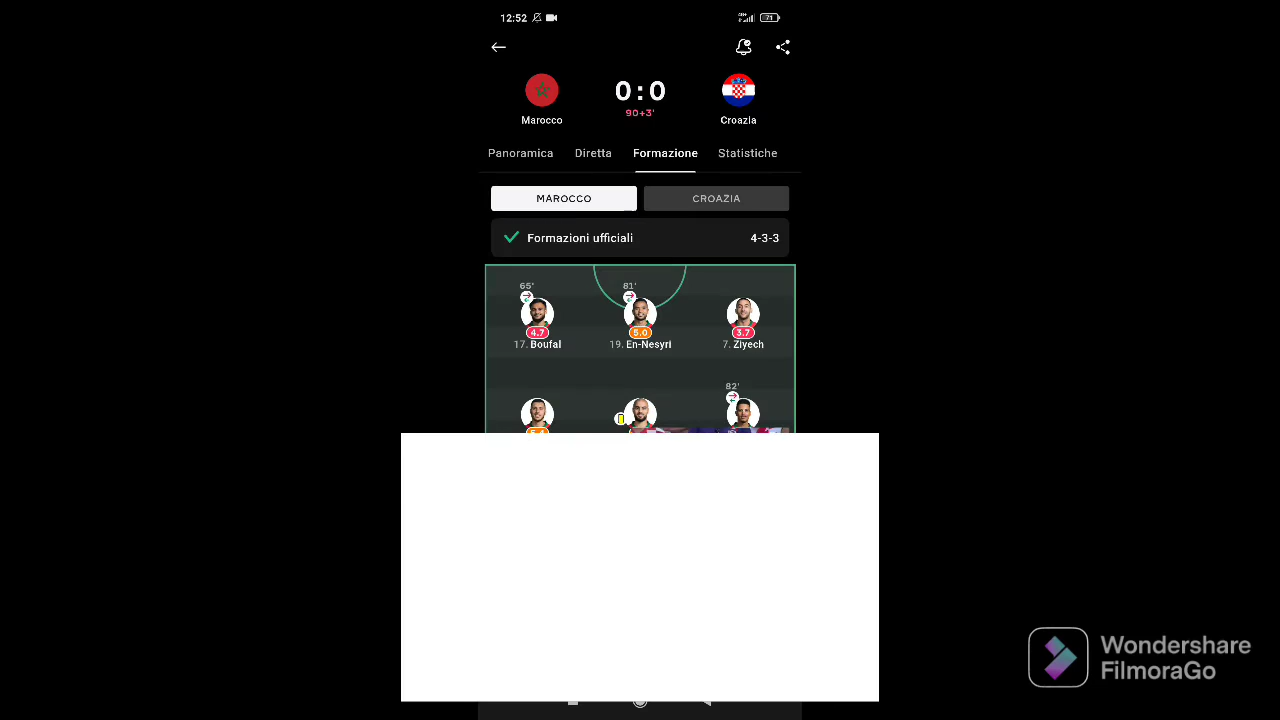 12:52
71
0:0
90+3'
Marocco
Croazia
Panoramica Diretta Formazione Statistiche
MAROCCO CROAZIA
Formazioni ufficiali 4-3-3
65' 81'
4.7 5.0 3.7
17. Boufal 19. En-Nesyri 7. Ziyech
82'
Wondershare
FilmoraGo